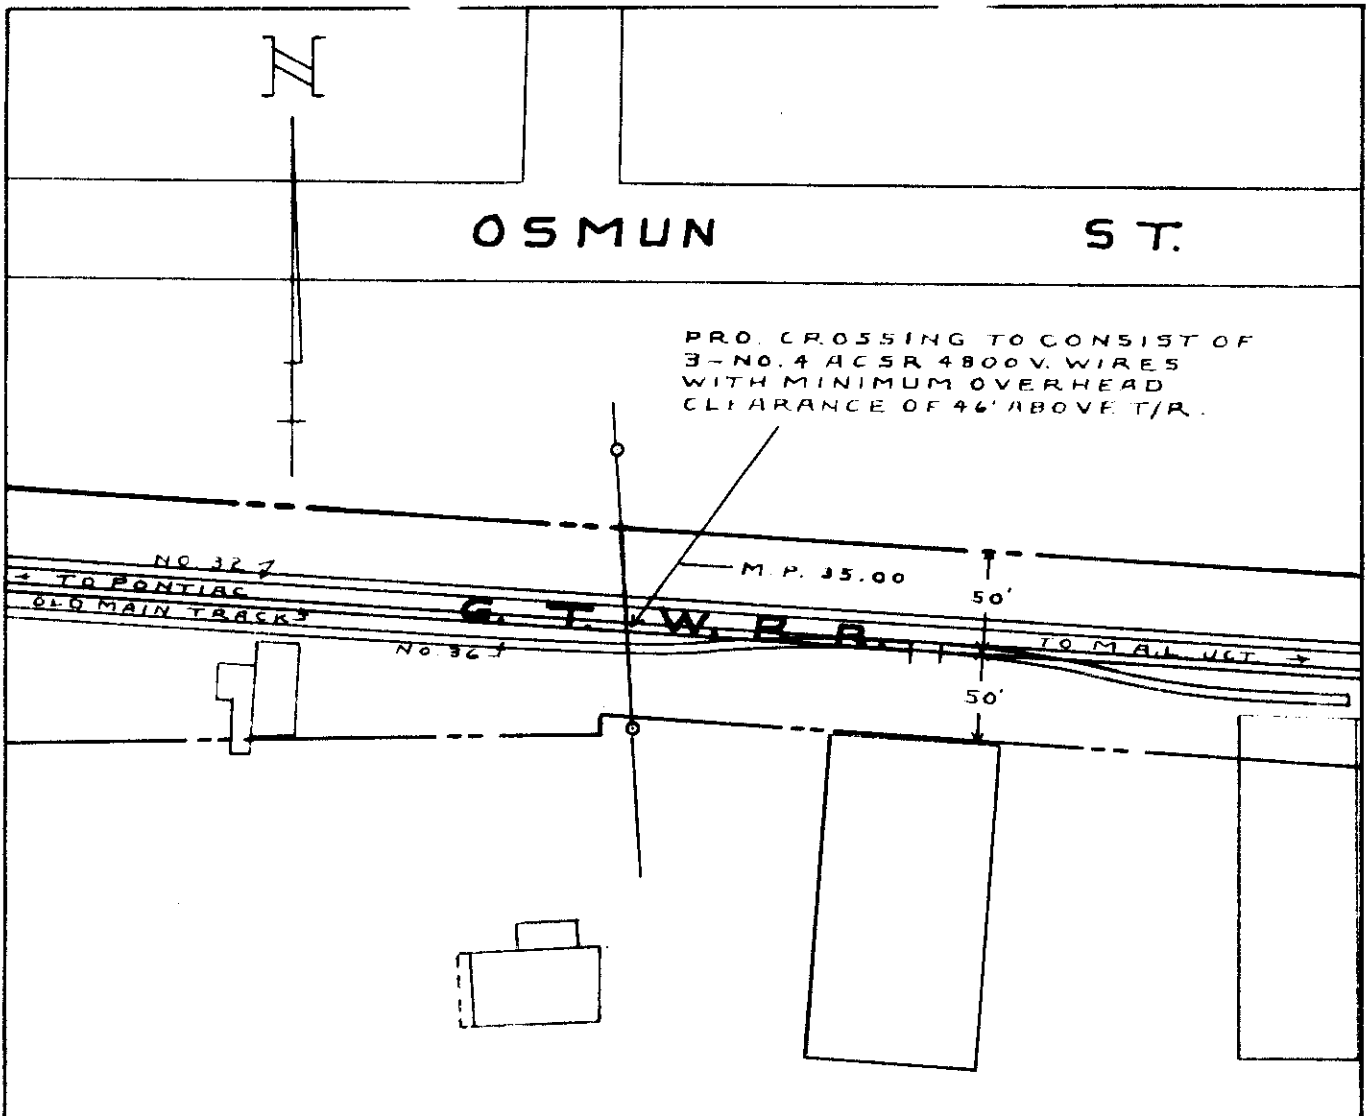 N
OSMUN ST.
PRO. CROSSING TO CONSIST OF
3-NO. 4 ACSR 4800 V. WIRES
WITH MINIMUM OVERHEAD
CLEARANCE OF 46' ABOVE T/R.
NO. 32
M. P. 35.00
← TO PONTIAC
50'
OLD MAIN TRACKS
G. T. W. R. R.
NO. 36
TO M.A.L. JCT. →
50'